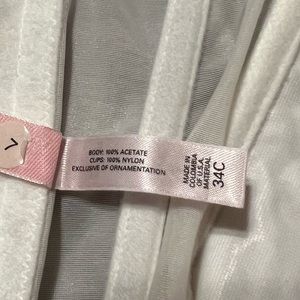 BODY: 100% ACETATE
CUPS: 100% NYLON
EXCLUSIVE OF ORNAMENTATION
MADE IN
COLOMBIA
OF U.S.A.
MATERIAL
34C